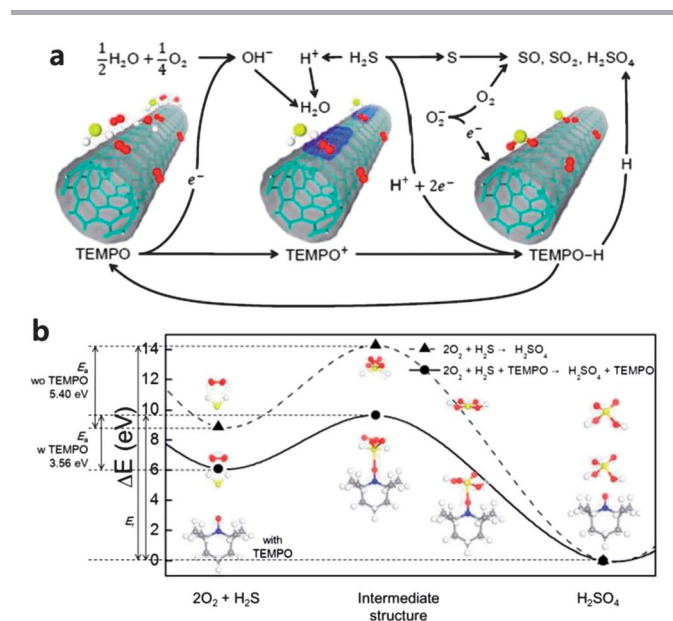 a
1/2 H₂O + 1/4 O₂ OH⁻ H⁺ H₂S S SO, SO₂, H₂SO₄
H₂O O₂⁻ O₂
e⁻
e⁻ H⁺ + 2e⁻ H
TEMPO TEMPO⁺ TEMPO–H
b
14
12
10
8
6
4
2
0
ΔE (eV)
Eₐ
wo TEMPO
5.40 eV
Eₐ
w TEMPO
3.56 eV
2O₂ + H₂S → H₂SO₄
2O₂ + H₂S + TEMPO → H₂SO₄ + TEMPO
with
TEMPO
2O₂ + H₂S Intermediate H₂SO₄
structure